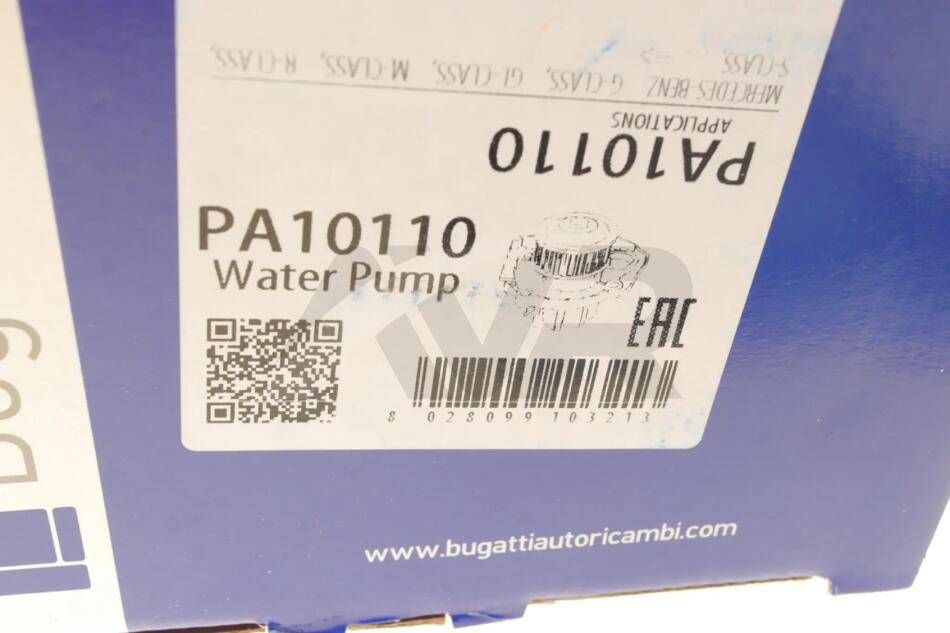 S-CLASS, ... -->
MERCEDES-BENZ G-CLASS, GL-CLASS, M-CLASS, R-CLASS,
APPLICATIONS
PA10110
PA10110
Water Pump
EAC
8 028099 103213
www.bugattiautoricambi.com
iVR